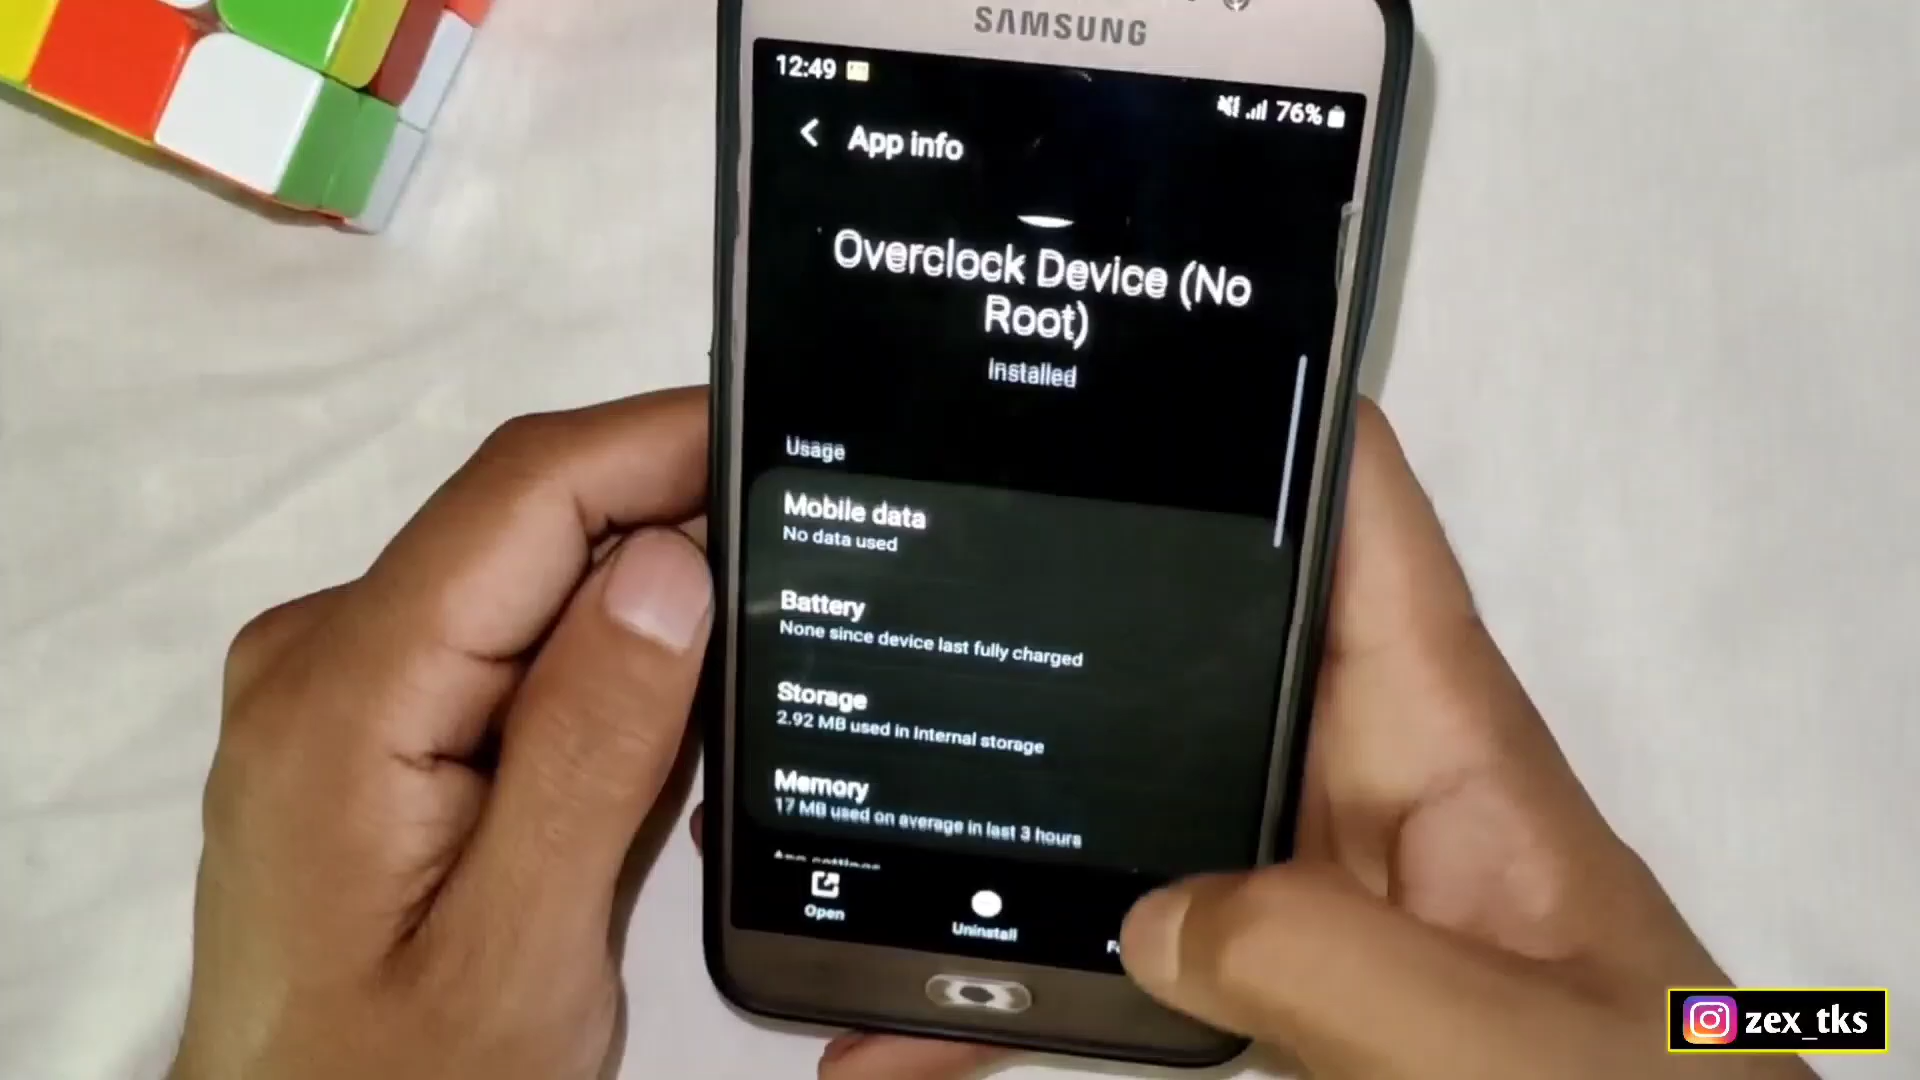 SAMSUNG
12:49
76%
App info
Overclock Device (No
Root)
Installed
Usage
Mobile data
No data used
Battery
None since device last fully charged
Storage
2.92 MB used in Internal storage
Memory
17 MB used on average in last 3 hours
App settings
Open
Uninstall
zex_tks